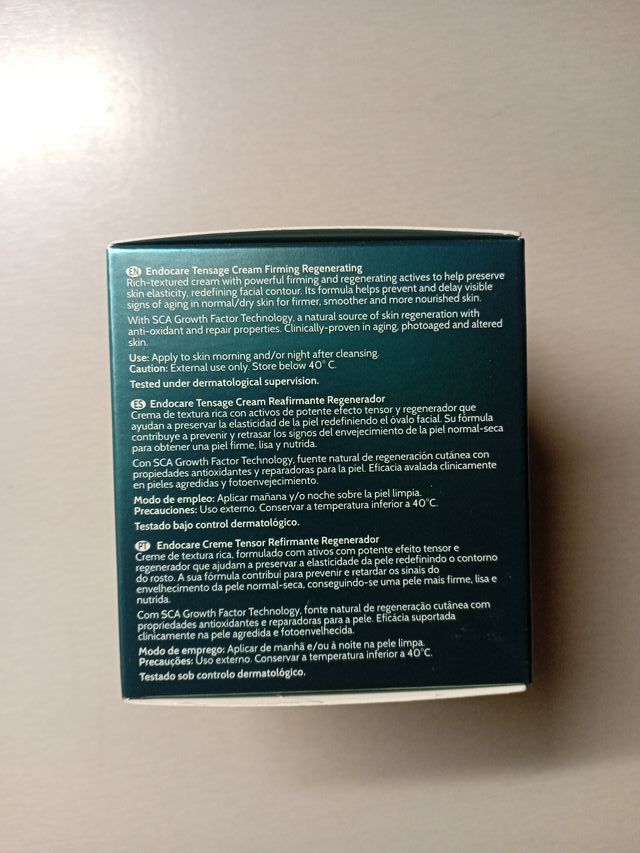 EN Endocare Tensage Cream Firming Regenerating
Rich-textured cream with powerful firming and regenerating actives to help preserve
skin elasticity, redefining facial contour. Its formula helps prevent and delay visible
signs of aging in normal/dry skin for firmer, smoother and more nourished skin.
With SCA Growth Factor Technology, a natural source of skin regeneration with
anti-oxidant and repair properties. Clinically-proven in aging, photoaged and altered
skin.
Use: Apply to skin morning and/or night after cleansing.
Caution: External use only. Store below 40° C.
Tested under dermatological supervision.
ES Endocare Tensage Cream Reafirmante Regenerador
Crema de textura rica con activos de potente efecto tensor y regenerador que
ayudan a preservar la elasticidad de la piel redefiniendo el óvalo facial. Su fórmula
contribuye a prevenir y retrasar los signos del envejecimiento de la piel normal-seca
para obtener una piel firme, lisa y nutrida.
Con SCA Growth Factor Technology, fuente natural de regeneración cutánea con
propiedades antioxidantes y reparadoras para la piel. Eficacia avalada clínicamente
en pieles agredidas y fotoenvejecimiento.
Modo de empleo: Aplicar mañana y/o noche sobre la piel limpia.
Precauciones: Uso externo. Conservar a temperatura inferior a 40°C.
Testado bajo control dermatológico.
PT Endocare Creme Tensor Refirmante Regenerador
Creme de textura rica, formulado com ativos com potente efeito tensor e
regenerador que ajudam a preservar a elasticidade da pele redefinindo o contorno
do rosto. A sua fórmula contribui para prevenir e retardar os sinais do
envelhecimento da pele normal-seca, conseguindo-se uma pele mais firme, lisa e
nutrida.
Com SCA Growth Factor Technology, fonte natural de regeneração cutânea com
propriedades antioxidantes e reparadoras para a pele. Eficácia suportada
clinicamente na pele agredida e fotoenvelhecida.
Modo de emprego: Aplicar de manhã e/ou à noite na pele limpa.
Precauções: Uso externo. Conservar a temperatura inferior a 40°C.
Testado sob controlo dermatológico.